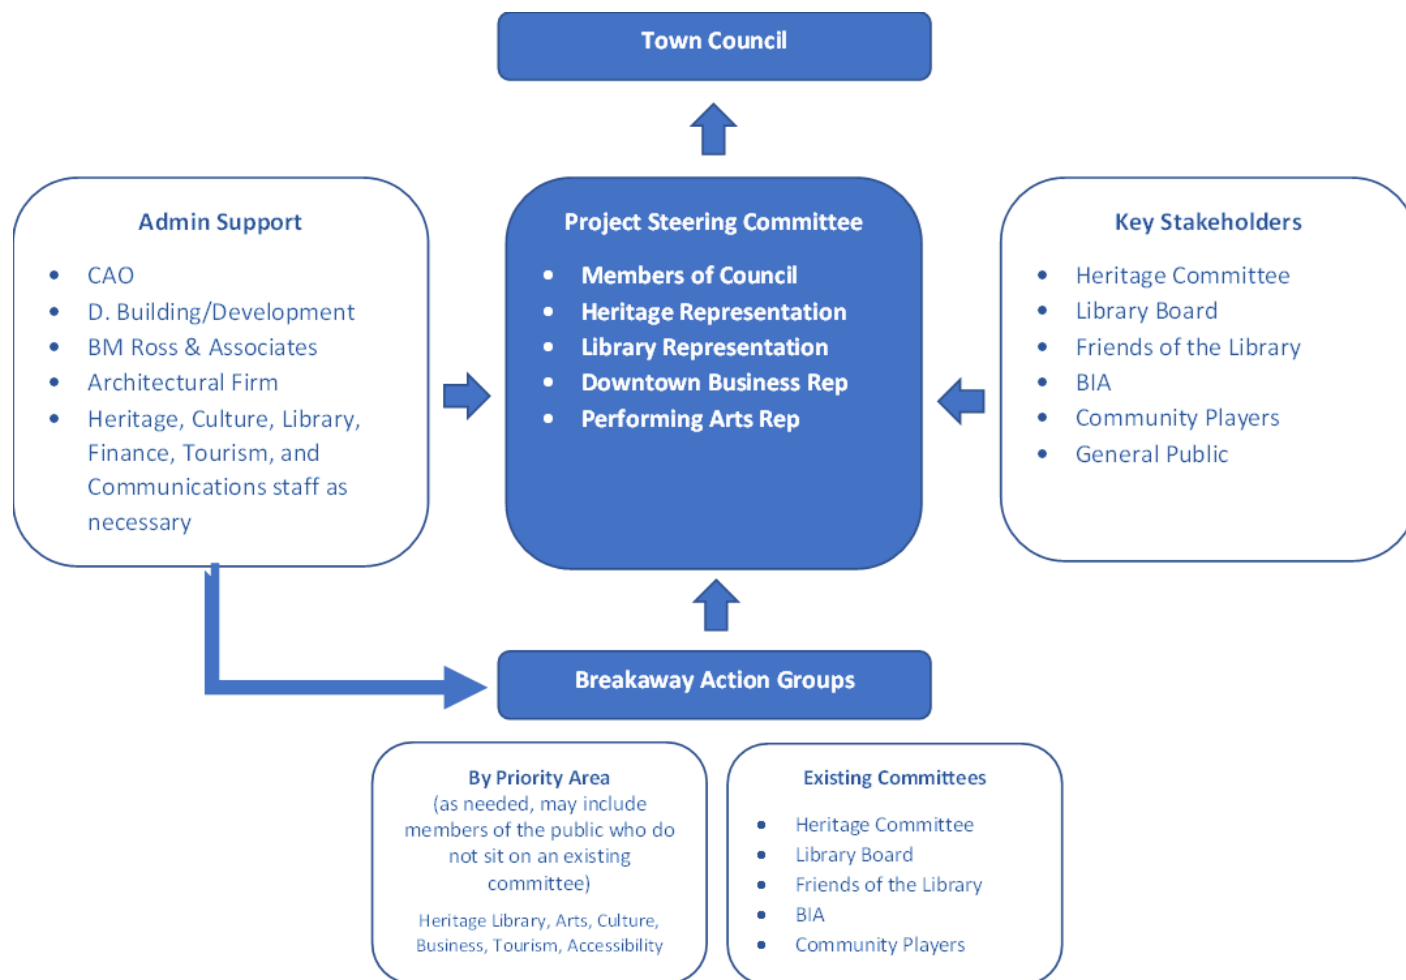 Town Council
Admin Support
• CAO
• D. Building/Development
• BM Ross & Associates
• Architectural Firm
• Heritage, Culture, Library,
Finance, Tourism, and
Communications staff as
necessary
Project Steering Committee
• Members of Council
• Heritage Representation
• Library Representation
• Downtown Business Rep
• Performing Arts Rep
Key Stakeholders
• Heritage Committee
• Library Board
• Friends of the Library
• BIA
• Community Players
• General Public
Breakaway Action Groups
By Priority Area
(as needed, may include
members of the public who do
not sit on an existing
committee)
Heritage Library, Arts, Culture,
Business, Tourism, Accessibility
Existing Committees
• Heritage Committee
• Library Board
• Friends of the Library
• BIA
• Community Players